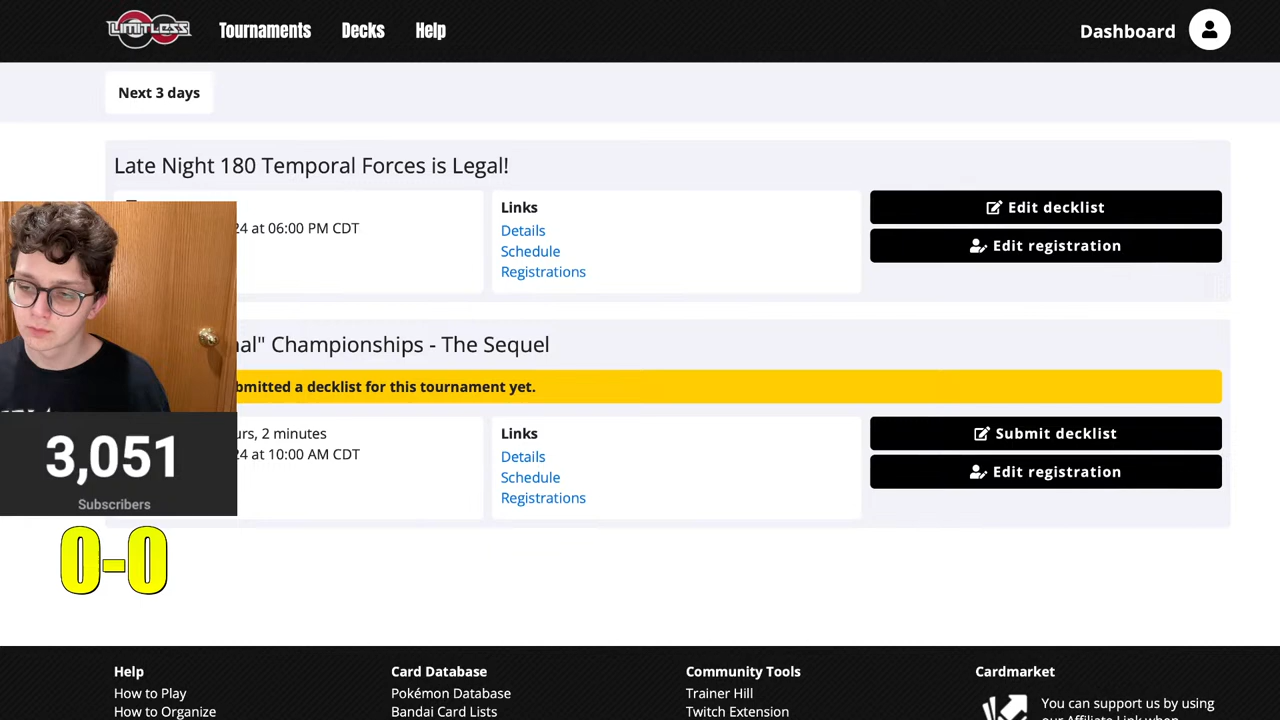 LIMITLESS
Tournaments Decks Help Dashboard
Next 3 days
Late Night 180 Temporal Forces is Legal!
24 at 06:00 PM CDT
Links
Details
Schedule
Registrations
Edit decklist
Edit registration
Championships - The Sequel
for this tournament yet.
decklist
2 minutes
24 at 10:00 AM CDT
Links
Details
Schedule
Registrations
Submit decklist
Edit registration
3,051
Subscribers
0-0
Help
How to Play
How to Organize
Card Database
Pokémon Database
Bandai Card Lists
Community Tools
Trainer Hill
Twitch Extension
Cardmarket
You can support us by using